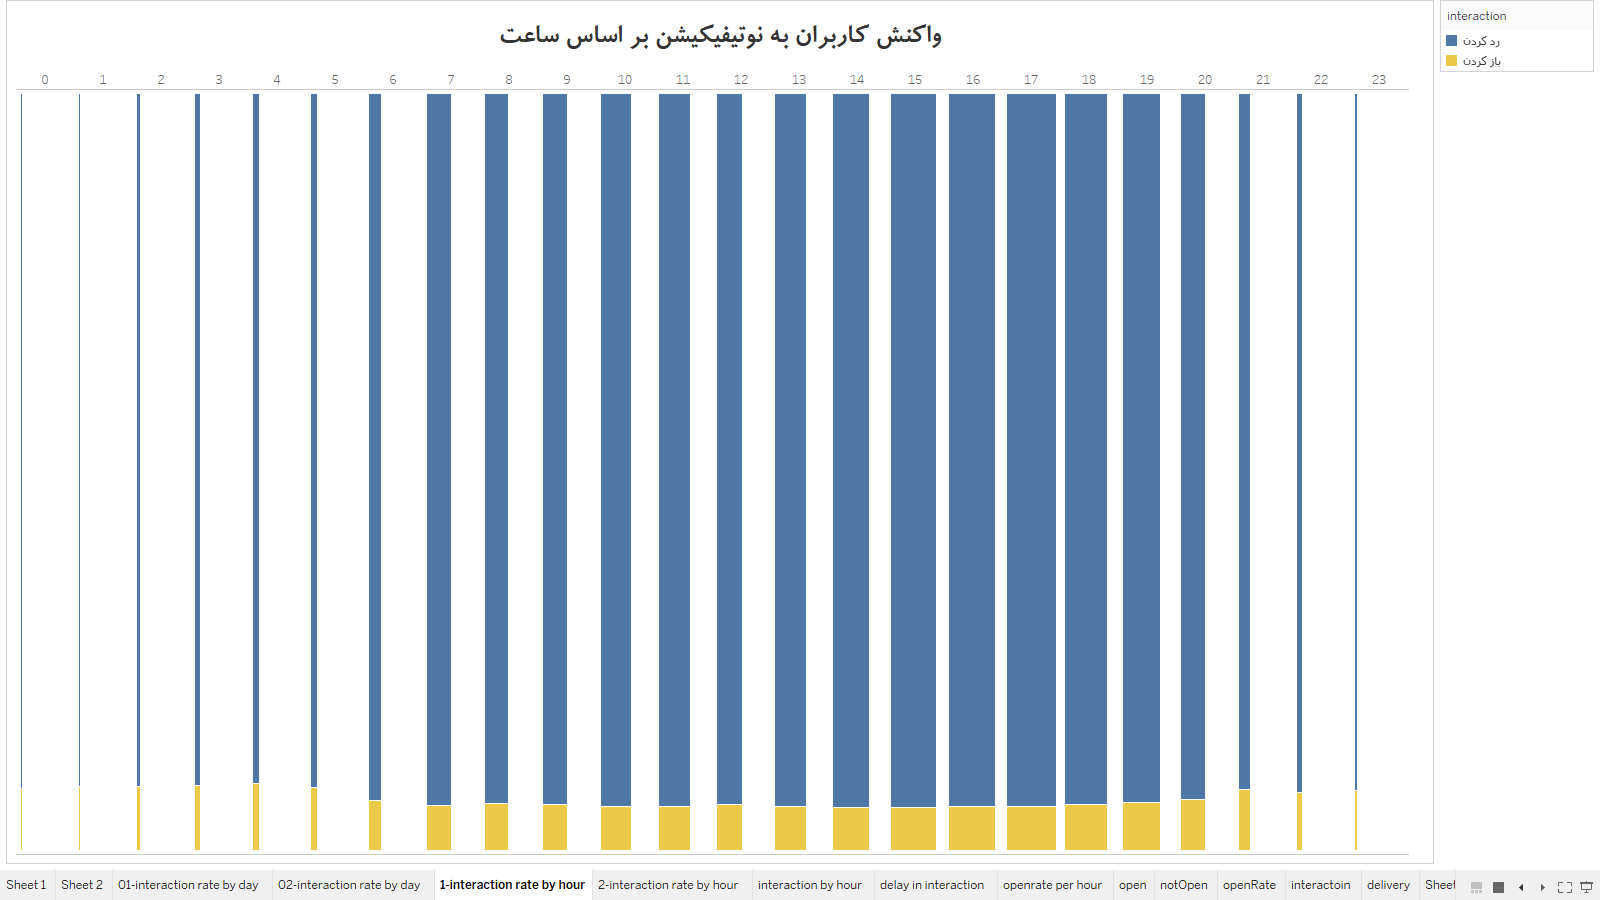 واکنش کاربران به نوتیفیکیشن بر اساس ساعت
0 1 2 3 4 5 6 7 8 9 10 11 12 13 14 15 16 17 18 19 20 21 22 23
interaction
رد کردن
باز کردن
Sheet 1 Sheet 2 01-interaction rate by day 02-interaction rate by day 1-interaction rate by hour 2-interaction rate by hour interaction by hour delay in interaction openrate per hour open notOpen openRate interactoin delivery Sheet